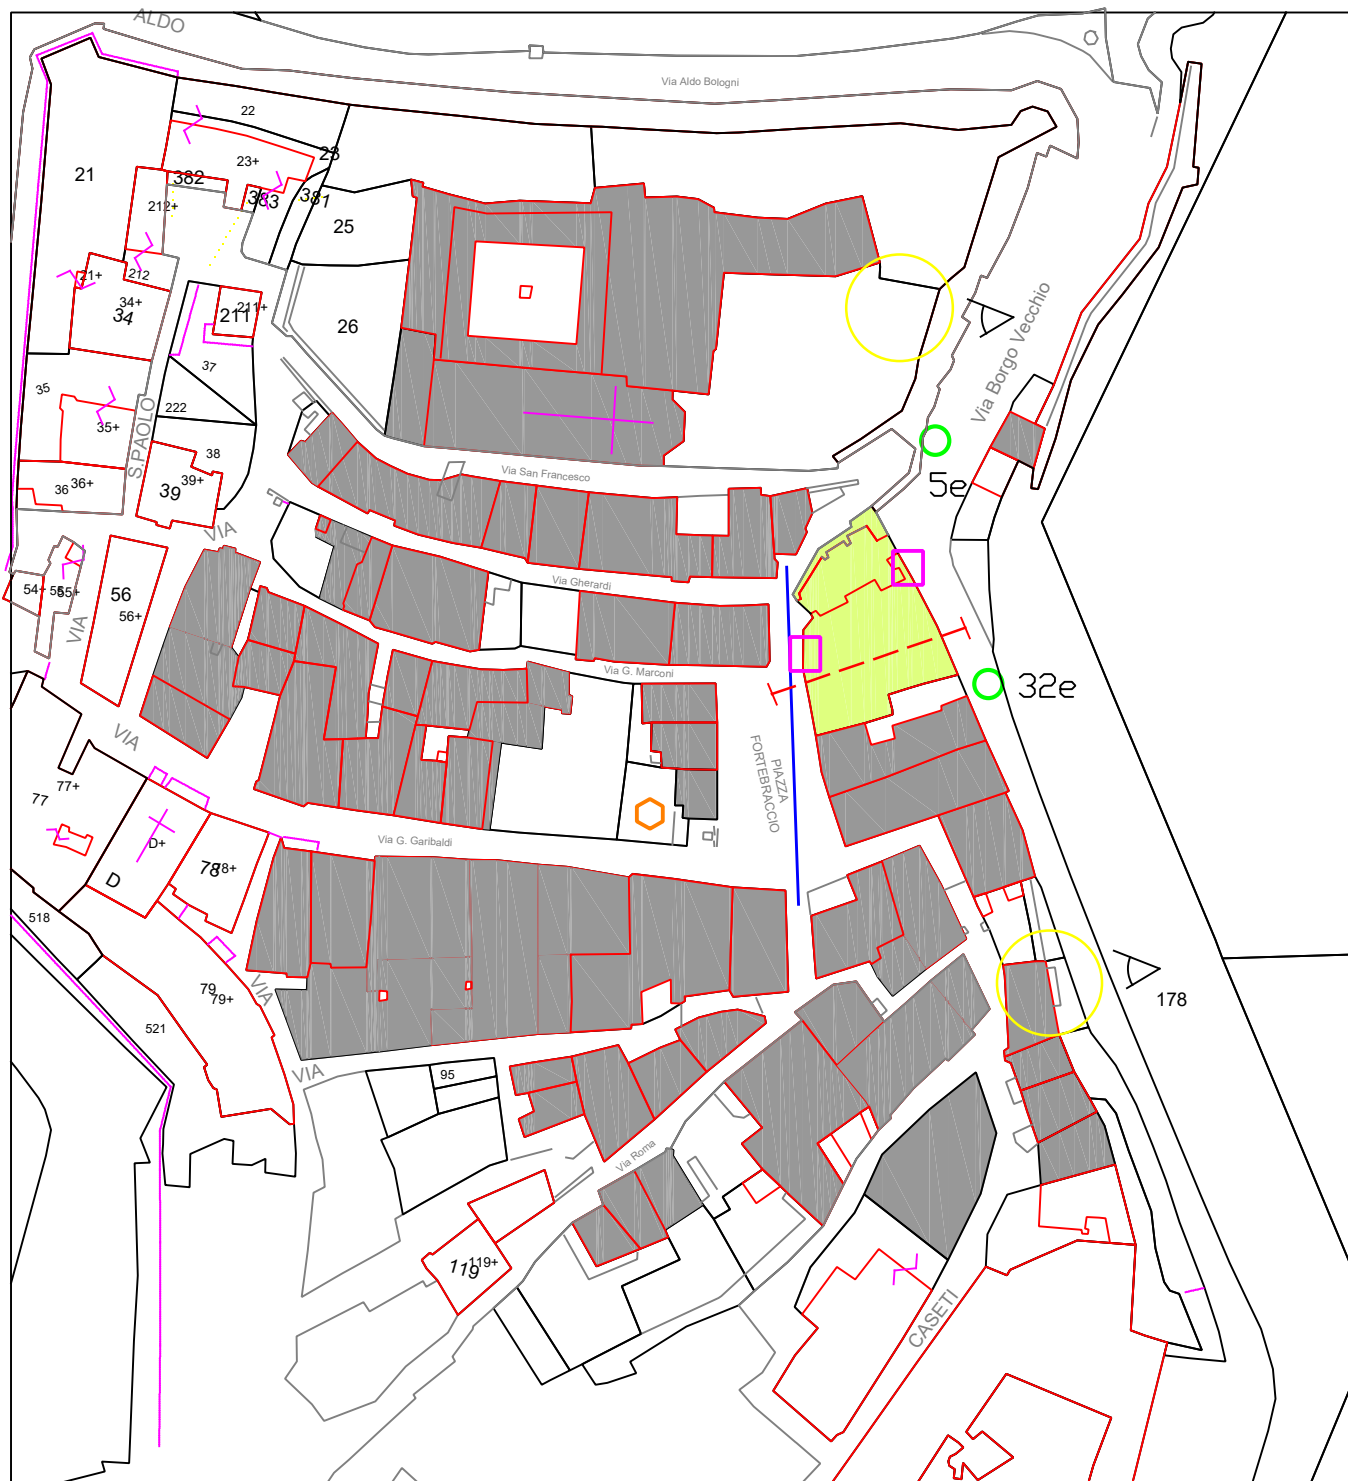 ALDO
Via Aldo Bologni
22
23
23+
21
382
383
381
212+
25
212
21+
34+
34
211
211+
26
Via Borgo Vecchio
37
35
222
35+
S.PAOLO
38
Via San Francesco
36
36+
39+
39
5e
VIA
Via Gherardi
54+
55
55+
56
56+
VIA
Via G. Marconi
32e
VIA
PIAZZA
FORTEBRACCIO
77+
77
D+
D
78
78+
Via G. Garibaldi
518
79
79+
VIA
178
521
VIA
95
Via Roma
119
119+
CASETI